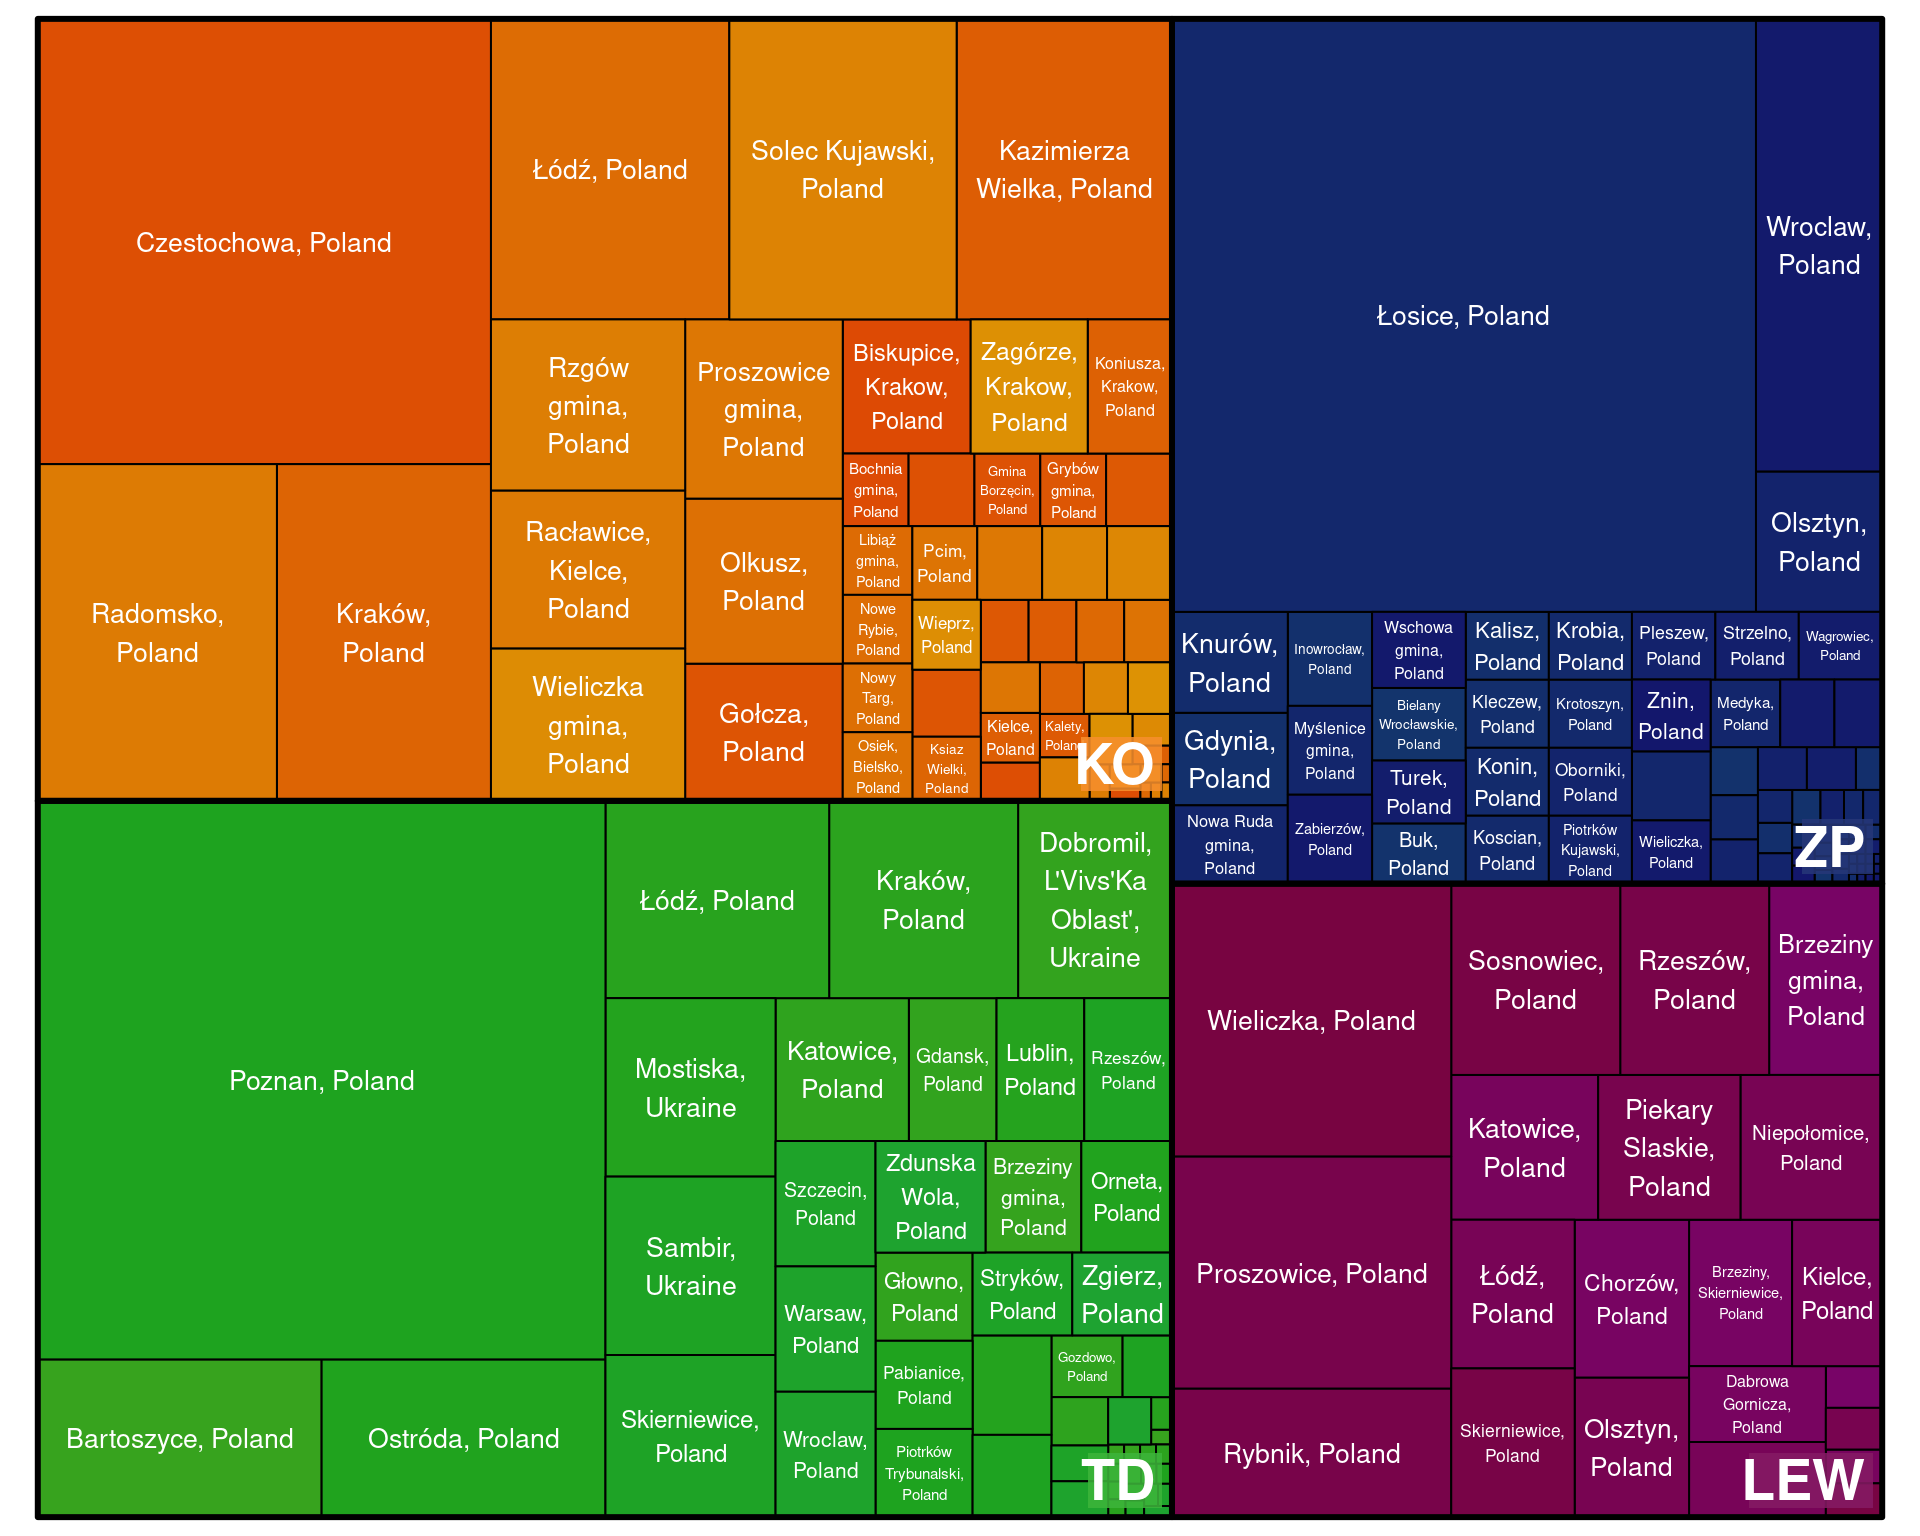 Czestochowa, Poland
Łódź, Poland
Solec Kujawski,
Poland
Kazimierza
Wielka, Poland
Radomsko,
Poland
Kraków,
Poland
Rzgów
gmina,
Poland
Racławice,
Kielce,
Poland
Wieliczka
gmina,
Poland
Proszowice
gmina,
Poland
Olkusz,
Poland
Gołcza,
Poland
Biskupice,
Krakow,
Poland
Zagórze,
Krakow,
Poland
Koniusza,
Krakow,
Poland
Bochnia
gmina,
Poland
Gmina
Borzęcin,
Poland
Grybów
gmina,
Poland
Libiąż
gmina,
Poland
Nowe
Rybie,
Poland
Nowy
Targ,
Poland
Osiek,
Bielsko,
Poland
Pcim,
Poland
Wieprz,
Poland
Ksiaz
Wielki,
Poland
Kielce,
Poland
Kalety,
Poland
KO
Łosice, Poland
Wroclaw,
Poland
Olsztyn,
Poland
Knurów,
Poland
Gdynia,
Poland
Nowa Ruda
gmina,
Poland
Inowrocław,
Poland
Myślenice
gmina,
Poland
Zabierzów,
Poland
Wschowa
gmina,
Poland
Bielany
Wrocławskie,
Poland
Turek,
Poland
Buk,
Poland
Kalisz,
Poland
Kleczew,
Poland
Konin,
Poland
Koscian,
Poland
Krobia,
Poland
Krotoszyn,
Poland
Oborniki,
Poland
Piotrków
Kujawski,
Poland
Pleszew,
Poland
Strzelno,
Poland
Wagrowiec,
Poland
Znin,
Poland
Medyka,
Poland
Wieliczka,
Poland
ZP
Poznan, Poland
Bartoszyce, Poland
Ostróda, Poland
Łódź, Poland
Kraków,
Poland
Dobromil,
L'Vivs'Ka
Oblast',
Ukraine
Mostiska,
Ukraine
Sambir,
Ukraine
Skierniewice,
Poland
Katowice,
Poland
Gdansk,
Poland
Lublin,
Poland
Rzeszów,
Poland
Szczecin,
Poland
Warsaw,
Poland
Wroclaw,
Poland
Zdunska
Wola,
Poland
Brzeziny
gmina,
Poland
Orneta,
Poland
Głowno,
Poland
Stryków,
Poland
Zgierz,
Poland
Pabianice,
Poland
Piotrków
Trybunalski,
Poland
Gozdowo,
Poland
TD
Wieliczka, Poland
Proszowice, Poland
Rybnik, Poland
Sosnowiec,
Poland
Rzeszów,
Poland
Brzeziny
gmina,
Poland
Katowice,
Poland
Piekary
Slaskie,
Poland
Niepołomice,
Poland
Łódź,
Poland
Chorzów,
Poland
Brzeziny,
Skierniewice,
Poland
Kielce,
Poland
Skierniewice,
Poland
Olsztyn,
Poland
Dabrowa
Gornicza,
Poland
LEW